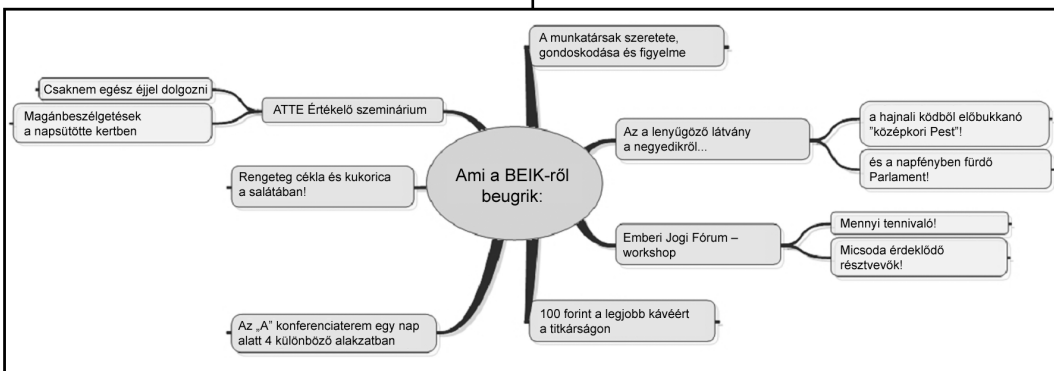 Ami a BEIK-ről
beugrik:
A munkatársak szeretete,
gondoskodása és figyelme
Az a lenyűgöző látvány
a negyedikről...
a hajnali ködből előbukkanó
"középkori Pest"!
és a napfényben fürdő
Parlament!
Emberi Jogi Fórum –
workshop
Mennyi tennivaló!
Micsoda érdeklődő
résztvevők!
100 forint a legjobb kávéért
a titkárságon
Az „A” konferenciaterem egy nap
alatt 4 különböző alakzatban
Rengeteg cékla és kukorica
a salátában!
ATTE Értékelő szeminárium
Csaknem egész éjjel dolgozni
Magánbeszélgetések
a napsütötte kertben